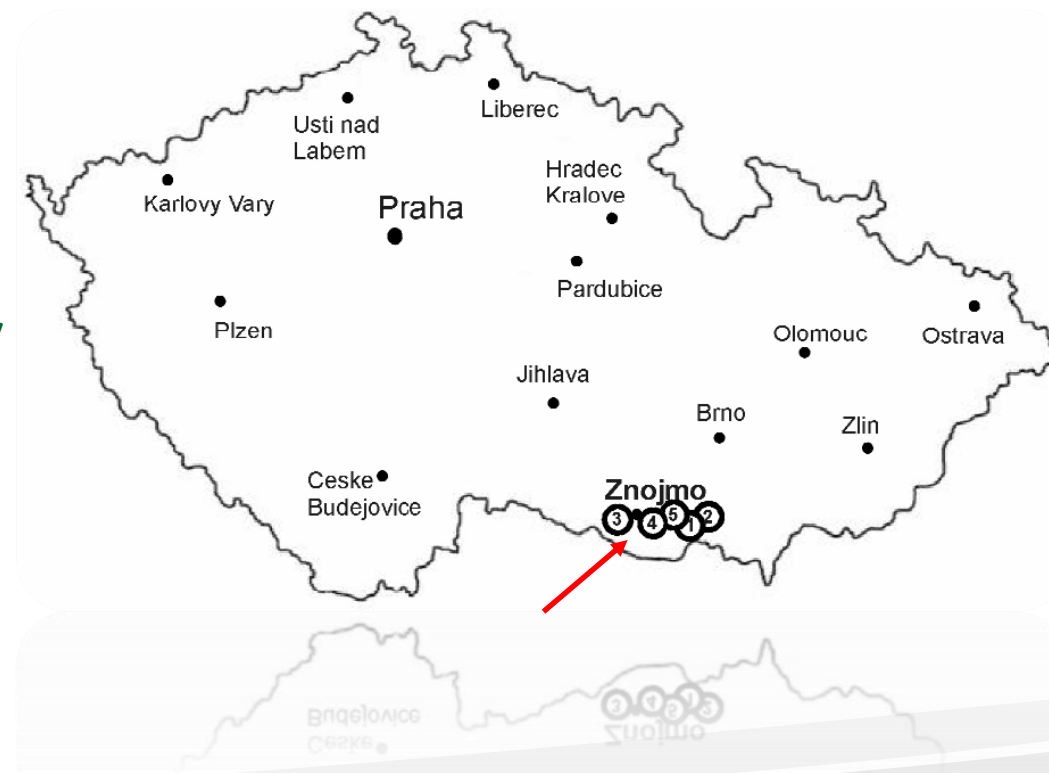 Liberec
Usti nad
Labem
Hradec
Kralove
Karlovy Vary
Praha
Pardubice
Plzen
Olomouc
Ostrava
Jihlava
Brno
Zlin
Ceske
Budejovice
Znojmo
3 4 5 1 2